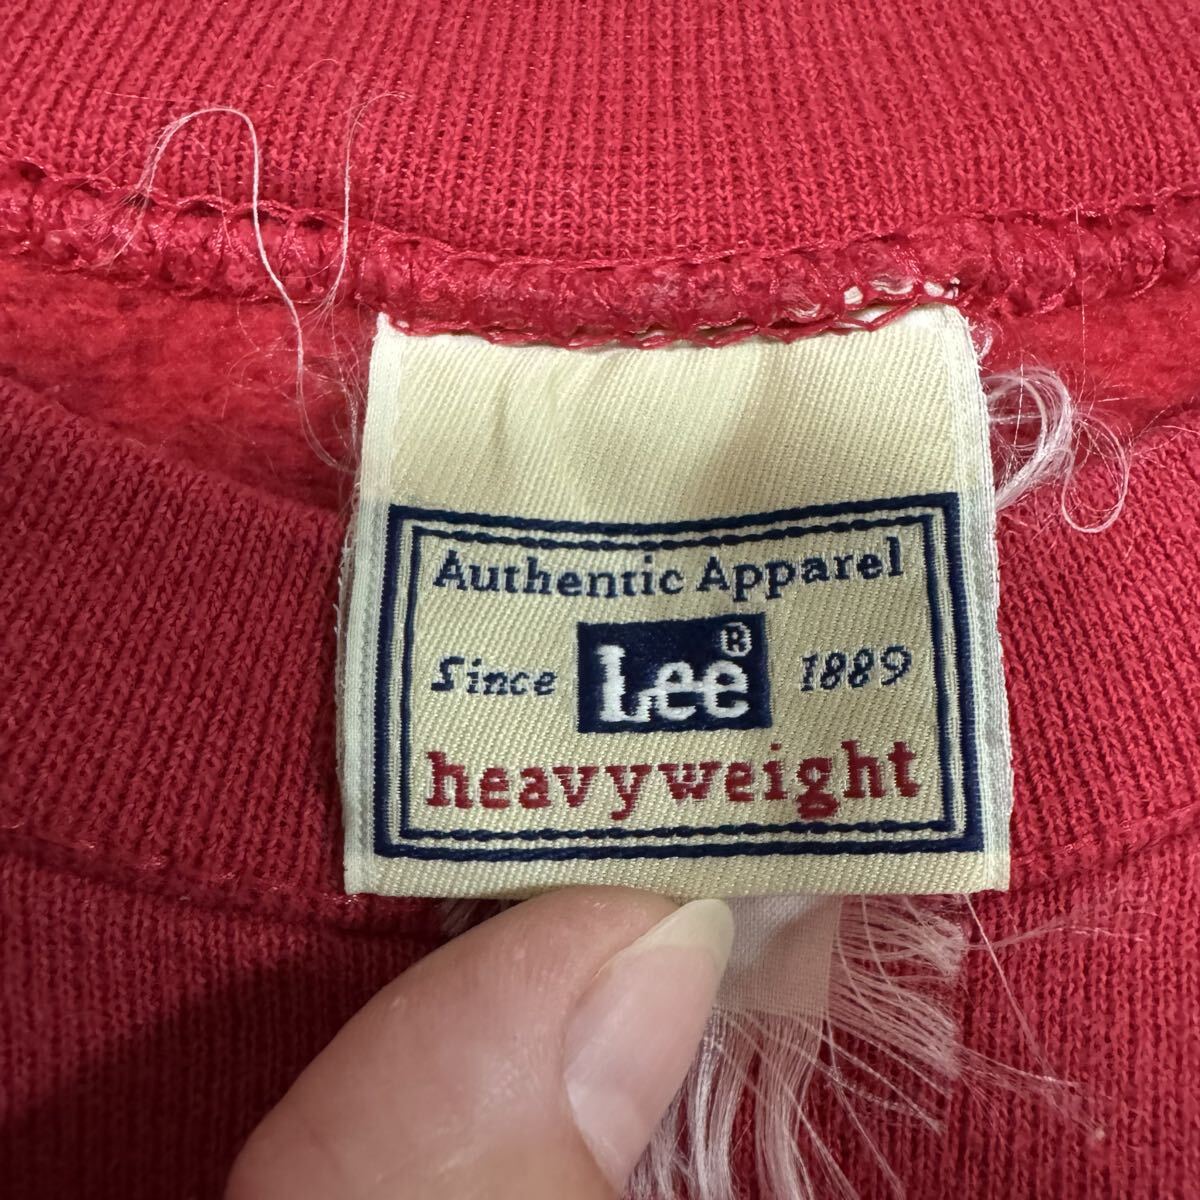 Authentic Apparel
Since Lee® 1889
heavyweight